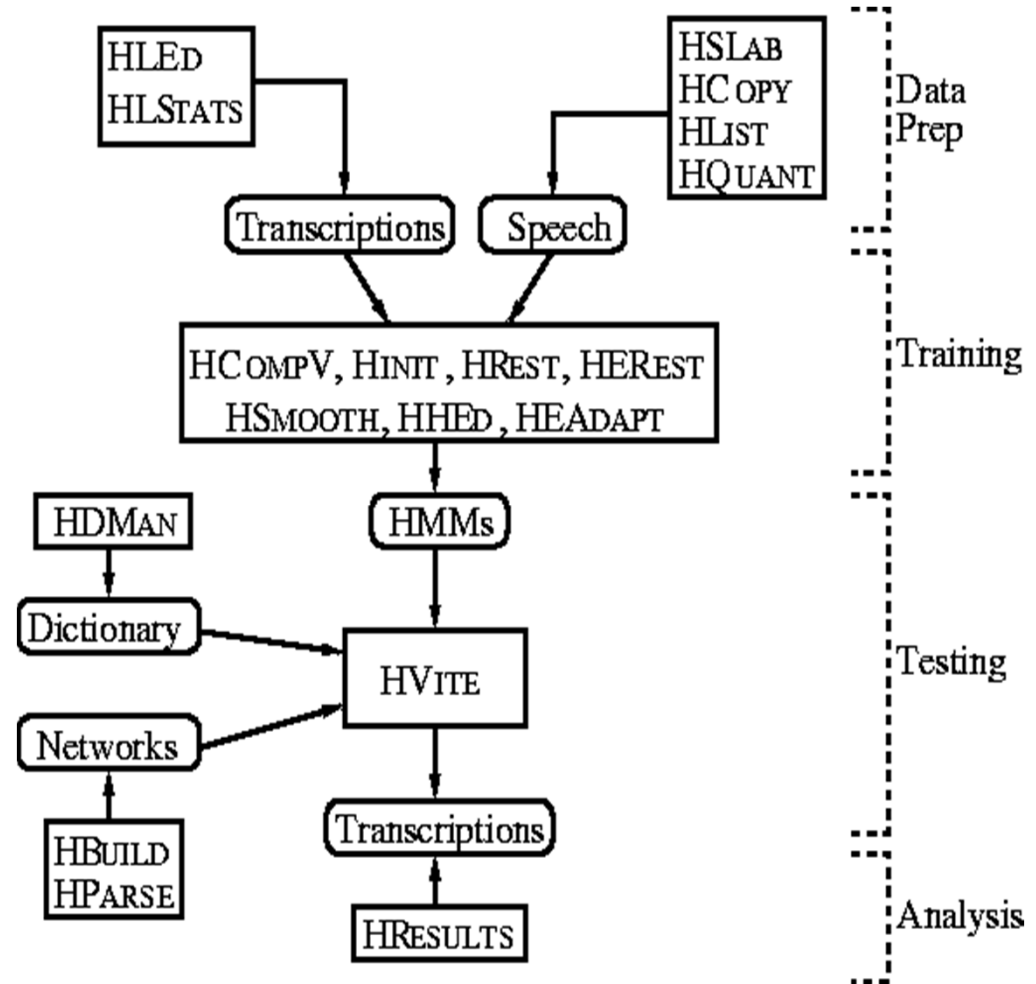 HLED
HLSTATS
HSLAB
HCOPY
HLIST
HQUANT
Data
Prep
Transcriptions
Speech
HCOMPV, HINIT, HREST, HEREST
HSMOOTH, HHED, HEADAPT
Training
HDMAN
HMMs
Dictionary
HVITE
Testing
Networks
Transcriptions
HBUILD
HPARSE
HRESULTS
Analysis